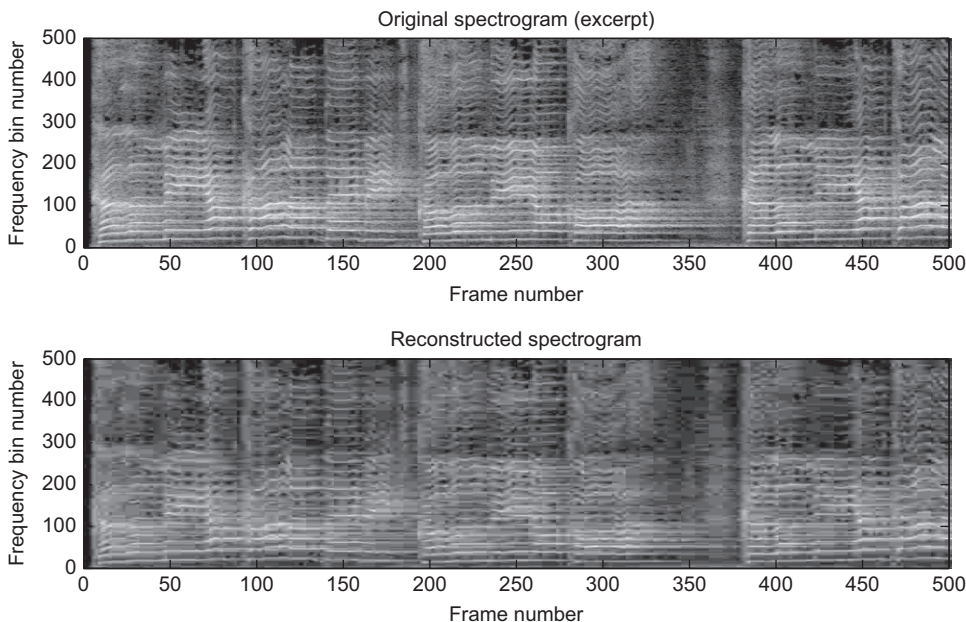 Original spectrogram (excerpt)
500
400
300
200
100
0
Frequency bin number
0 50 100 150 200 250 300 350 400 450 500
Frame number
Reconstructed spectrogram
500
400
300
200
100
0
Frequency bin number
0 50 100 150 200 250 300 350 400 450 500
Frame number